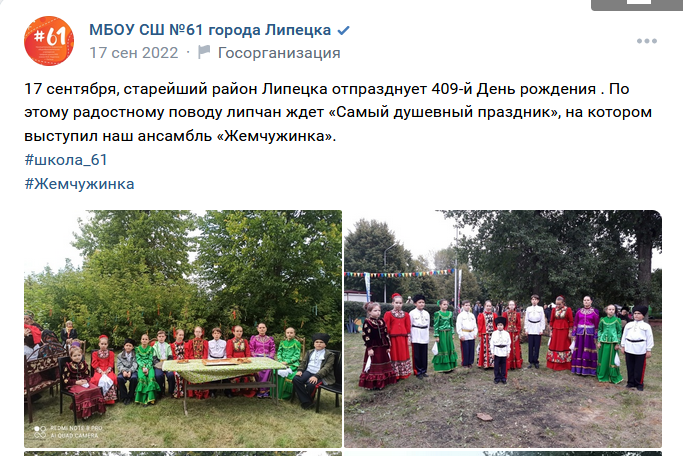 #61
МБОУ СШ №61 города Липецка
17 сен 2022 · Госорганизация
17 сентября, старейший район Липецка отпразднует 409-й День рождения . По
этому радостному поводу липчан ждет «Самый душевный праздник», на котором
выступил наш ансамбль «Жемчужинка».
#школа_61
#Жемчужинка
REDMI NOTE 8 PRO
AI QUAD CAMERA